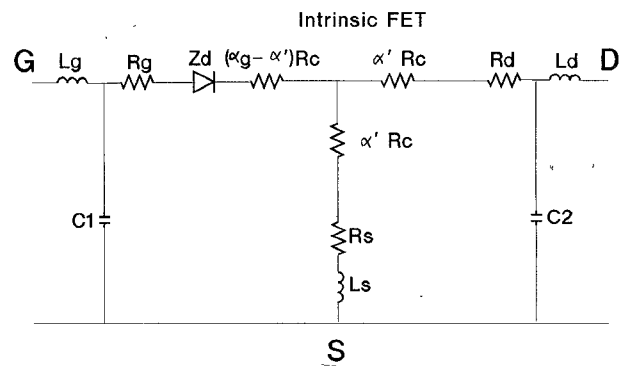 Intrinsic FET
G Lg Rg Zd (αg- α')Rc α' Rc Rd Ld D
α' Rc
C1 Rs C2
Ls
S